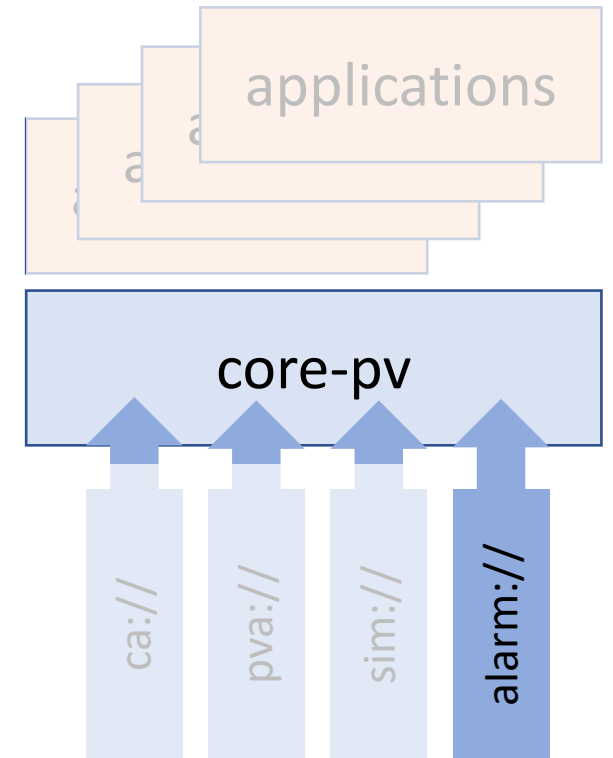 applications
a
a
a
core-pv
ca://
pva://
sim://
alarm://